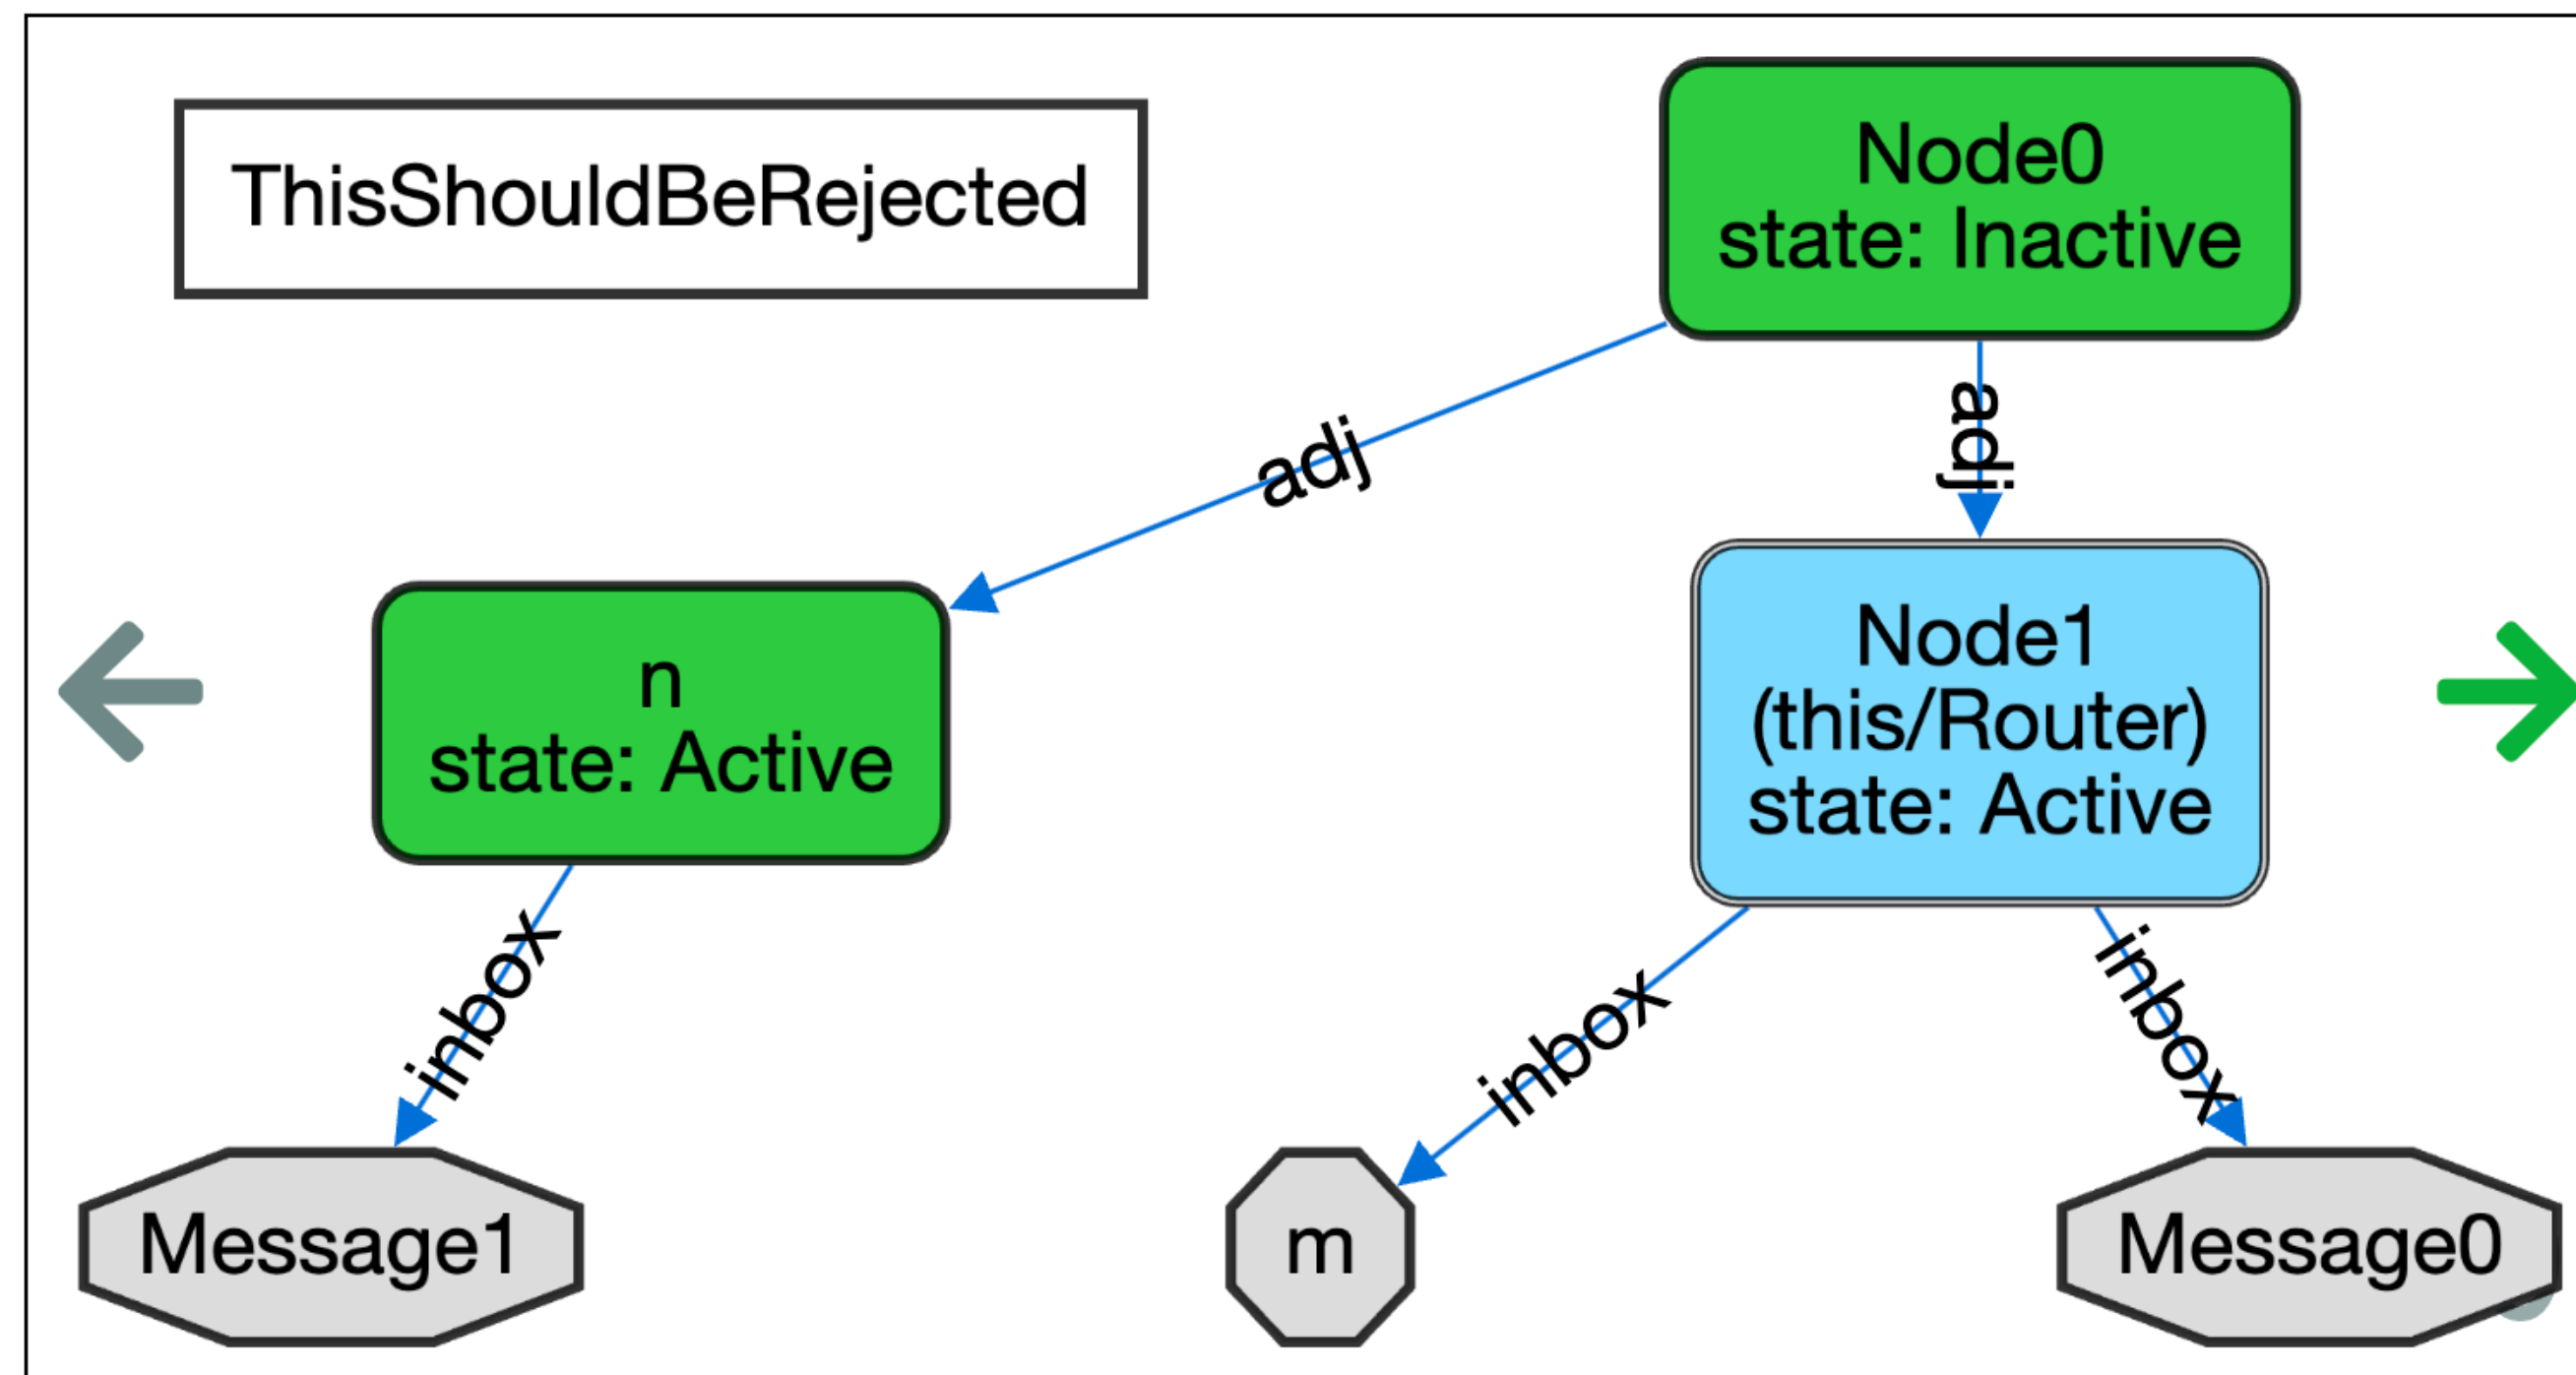 ThisShouldBeRejected
Node0
state: Inactive
adj
adj
n
state: Active
Node1
(this/Router)
state: Active
inbox
inbox
inbox
Message1
m
Message0